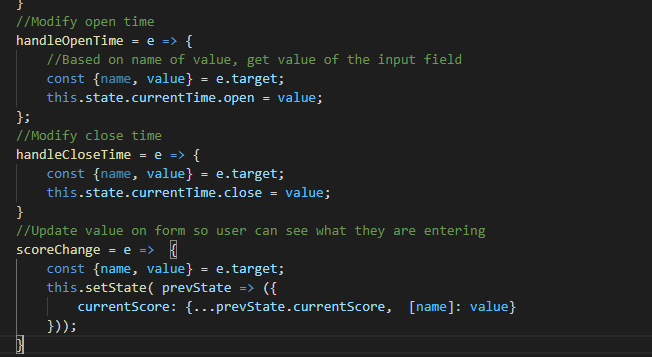 }
//Modify open time
handleOpenTime = e => {
//Based on name of value, get value of the input field
const {name, value} = e.target;
this.state.currentTime.open = value;
};
//Modify close time
handleCloseTime = e => {
const {name, value} = e.target;
this.state.currentTime.close = value;
}
//Update value on form so user can see what they are entering
scoreChange = e =>  {
const {name, value} = e.target;
this.setState( prevState => ({
currentScore: {...prevState.currentScore,  [name]: value}
}));
}